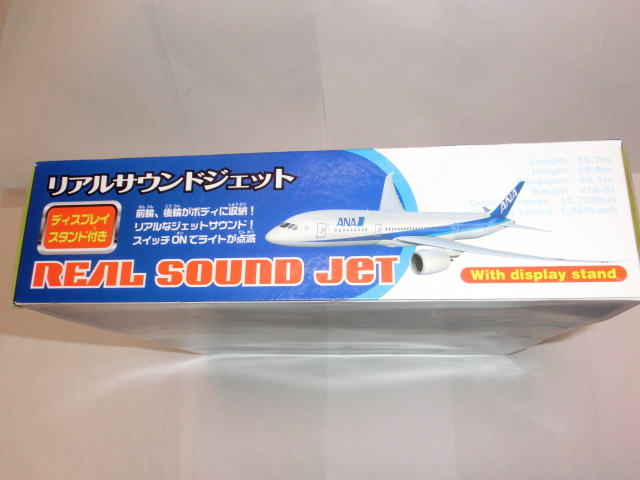 リアルサウンドジェット
ディスプレイ
スタンド付き
前輪、後輪がボディに収納!
リアルなジェットサウンド!
スイッチONでライトが点滅
REAL SOUND JET
ANA
ANA
Length 56.7m
Height 16.9m
60.1m
Weight 216.0t
15,700Km
speed 1,040km/h
With display stand